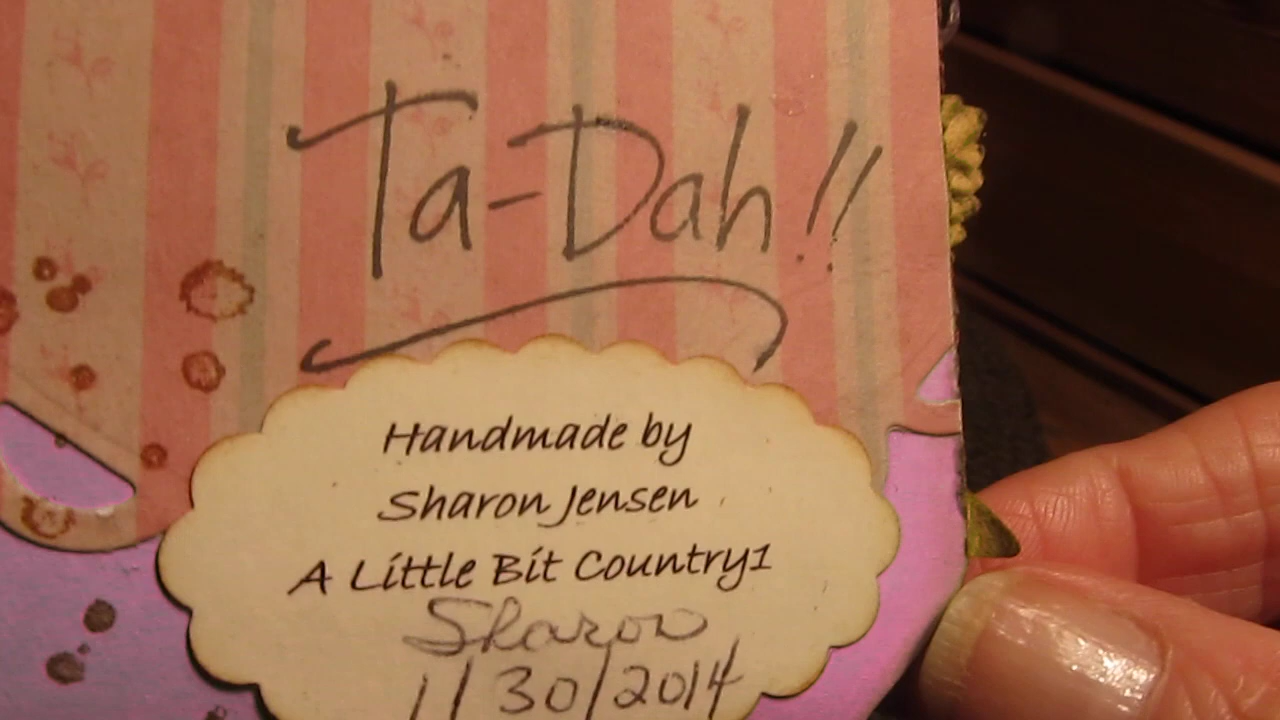 Ta-Dah!!
Handmade by
Sharon Jensen
A Little Bit Country1
Sharon
11/30/2014